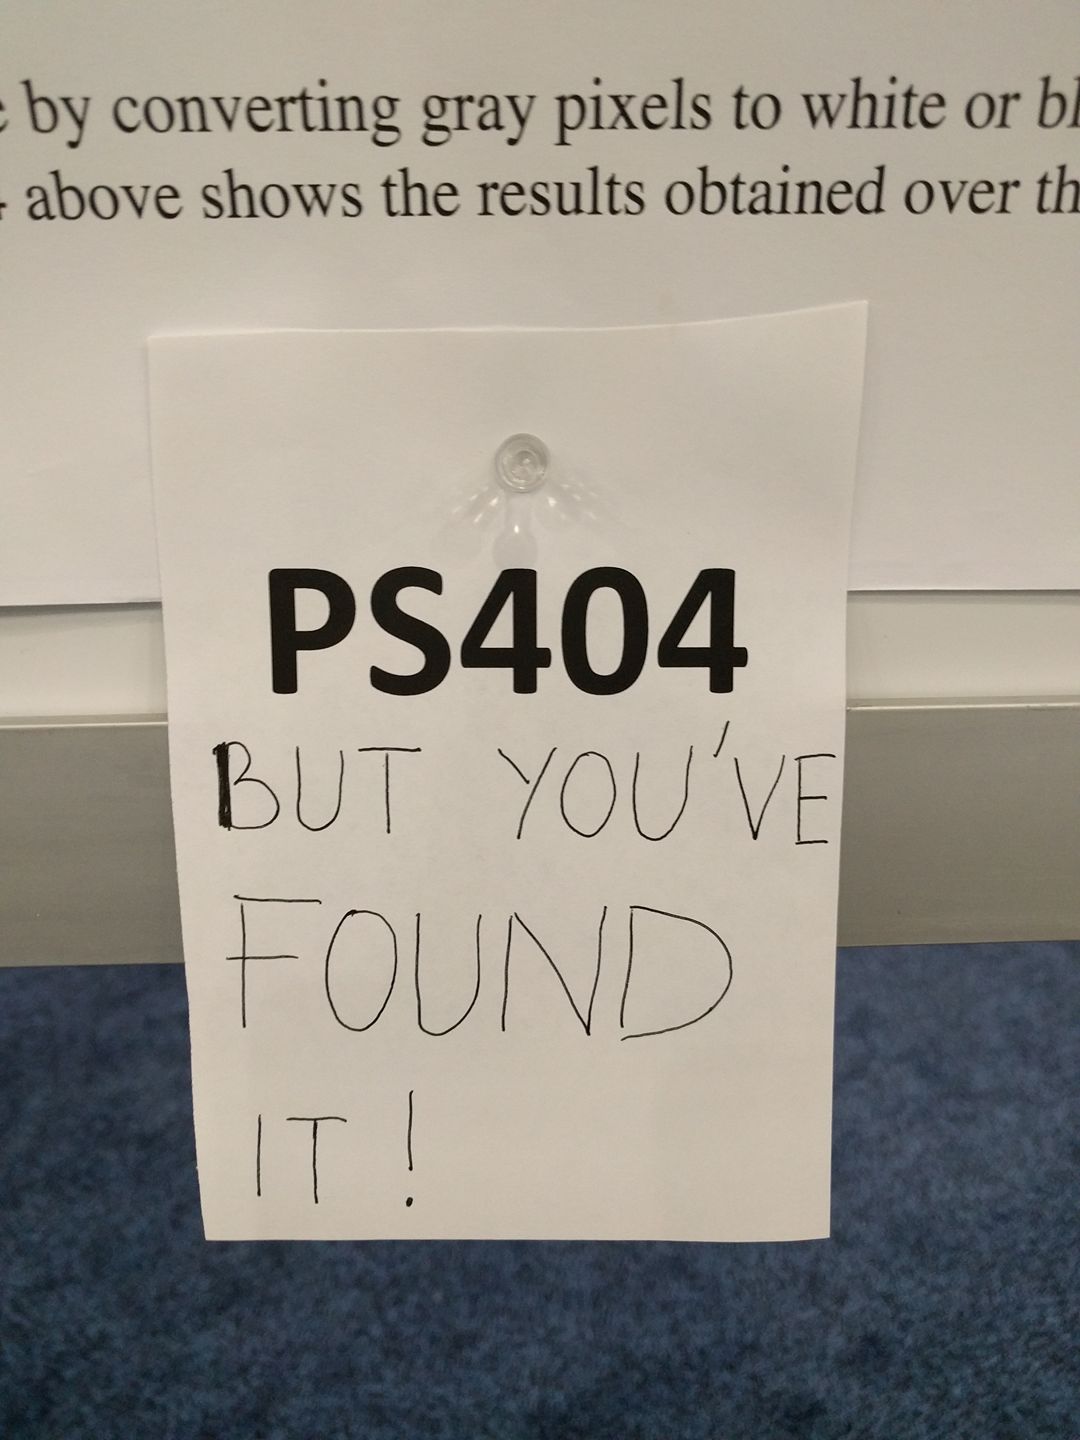 by converting gray pixels to white or
above shows the results obtained over
PS404
BUT YOU'VE
FOUND
IT!